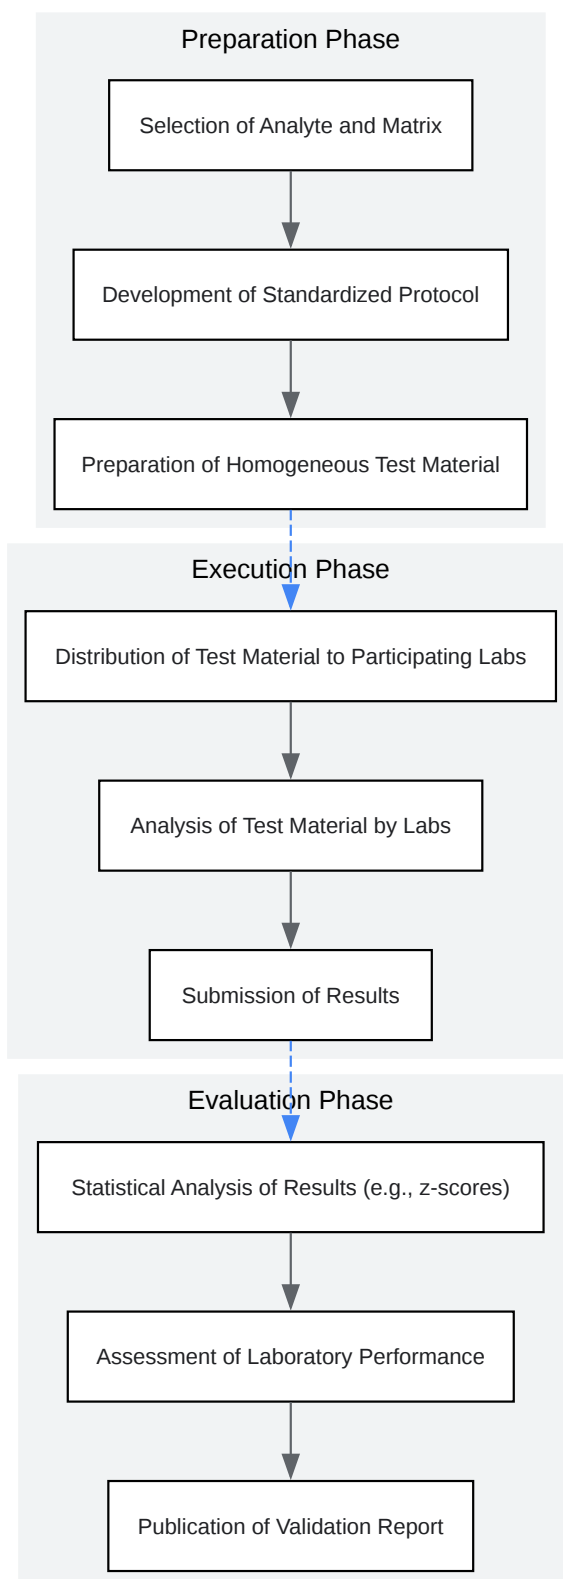 Preparation Phase
Selection of Analyte and Matrix
Development of Standardized Protocol
Preparation of Homogeneous Test Material
Execution Phase
Distribution of Test Material to Participating Labs
Analysis of Test Material by Labs
Submission of Results
Evaluation Phase
Statistical Analysis of Results (e.g., z-scores)
Assessment of Laboratory Performance
Publication of Validation Report